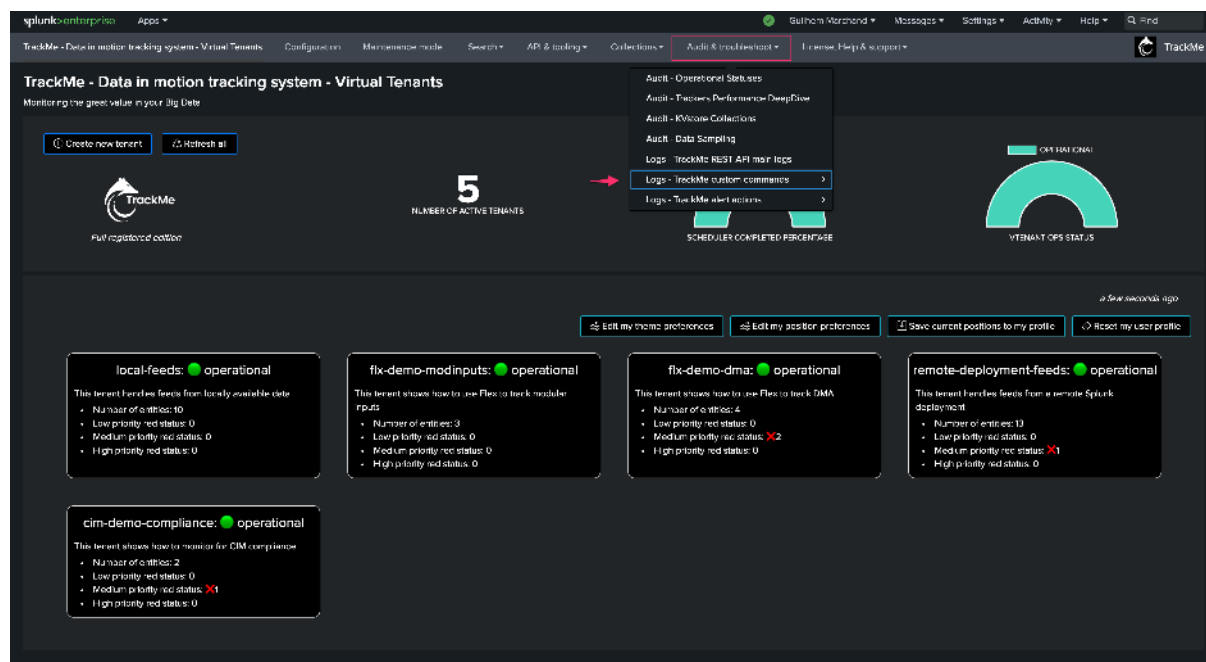 splunk>enterprise Apps ▾ Guilhem Marchand ▾ Messages ▾ Settings ▾ Activity ▾ Help ▾ Find
TrackMe - Data in motion tracking system - Virtual Tenants Configuration Maintenance mode Search ▾ API & tooling ▾ Collections ▾ Audit & troubleshoot ▾ License, Help & support ▾ TrackMe
TrackMe - Data in motion tracking system - Virtual Tenants
Monitoring the great value in your Big Data
Audit - Operational Statuses
Audit - Trackers Performance DeepDive
Audit - KVstore Collections
Audit - Data Sampling
Logs - TrackMe REST API main logs
Logs - TrackMe custom commands >
Logs - TrackMe alert actions >
Create new tenant Refresh all
TrackMe
Full registered edition
5
NUMBER OF ACTIVE TENANTS
SCHEDULER COMPLETED PERCENTAGE
OPERATIONAL
VTENANT OPS STATUS
a few seconds ago
Edit my theme preferences Edit my position preferences Save current positions to my profile Reset my user profile
local-feeds: operational
This tenant handles feeds from locally available data
• Number of entities: 10
• Low priority red status: 0
• Medium priority red status: 0
• High priority red status: 0
flx-demo-modinputs: operational
This tenant shows how to use Flex to track modular
inputs
• Number of entities: 3
• Low priority red status: 0
• Medium priority red status: 0
• High priority red status: 0
flx-demo-dma: operational
This tenant shows how to use Flex to track DMA
• Number of entities: 4
• Low priority red status: 0
• Medium priority red status: ❌2
• High priority red status: 0
remote-deployment-feeds: operational
This tenant handles feeds from a remote Splunk
deployment
• Number of entities: 13
• Low priority red status: 0
• Medium priority red status: ❌1
• High priority red status: 0
cim-demo-compliance: operational
This tenant shows how to monitor for CIM compliance
• Number of entities: 2
• Low priority red status: 0
• Medium priority red status: ❌1
• High priority red status: 0